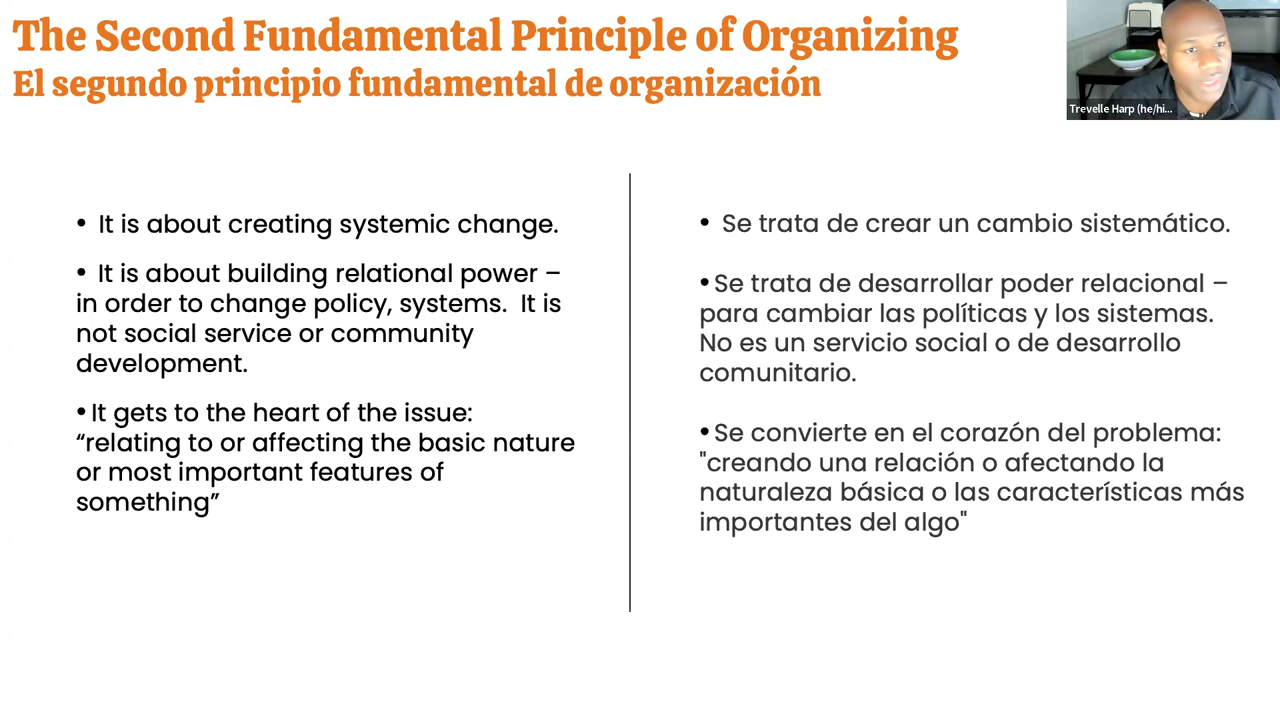 The Second Fundamental Principle of Organizing
El segundo principio fundamental de organización
Trevelle Harp (he/hi...
• It is about creating systemic change.
• It is about building relational power –
in order to change policy, systems.  It is
not social service or community
development.
• It gets to the heart of the issue:
“relating to or affecting the basic nature
or most important features of
something”
• Se trata de crear un cambio sistemático.
• Se trata de desarrollar poder relacional –
para cambiar las políticas y los sistemas.
No es un servicio social o de desarrollo
comunitario.
• Se convierte en el corazón del problema:
"creando una relación o afectando la
naturaleza básica o las características más
importantes del algo"